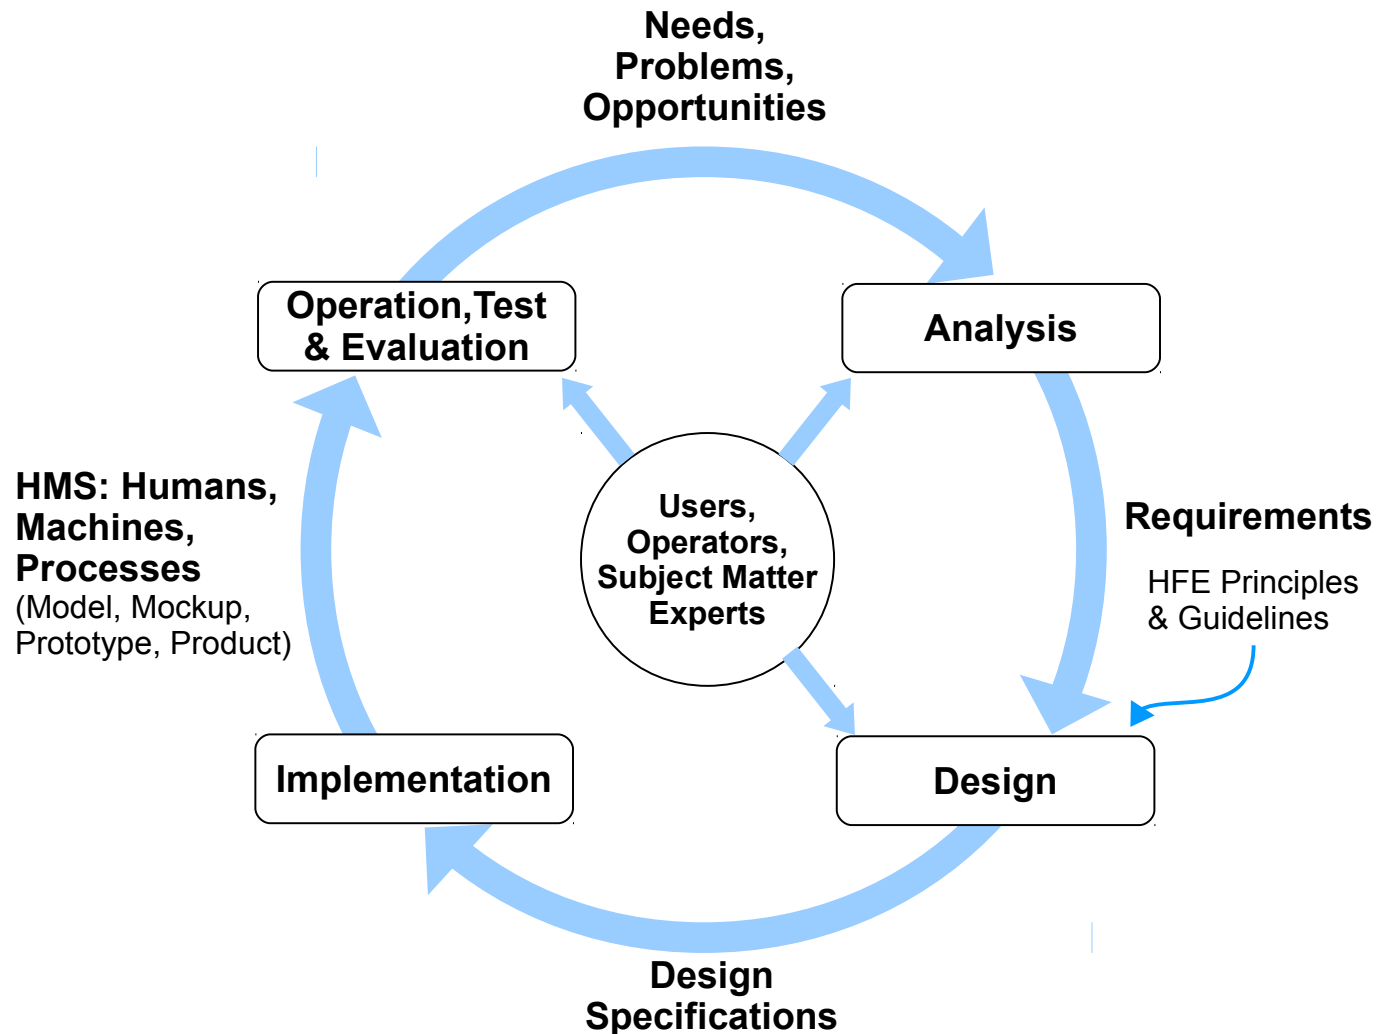 Needs,
Problems,
Opportunities
Operation,Test
& Evaluation
Analysis
HMS: Humans,
Machines,
Processes
(Model, Mockup,
Prototype, Product)
Users,
Operators,
Subject Matter
Experts
Requirements
HFE Principles
& Guidelines
Implementation
Design
Design
Specifications